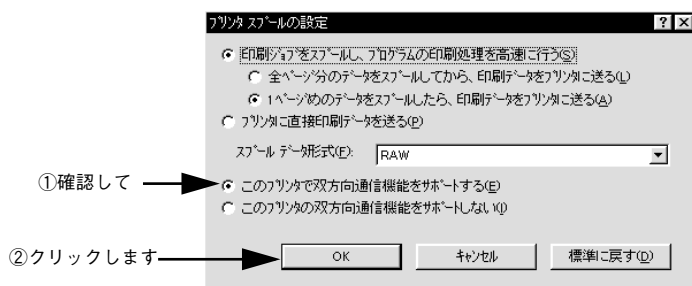 プリンタ スプールの設定
印刷ジョブをスプールし、プログラムの印刷処理を高速に行う(S)
全ページ分のデータをスプールしてから、印刷データをプリンタに送る(L)
1ページめのデータをスプールしたら、印刷データをプリンタに送る(A)
プリンタに直接印刷データを送る(P)
スプール データ形式(F): RAW
①確認して
このプリンタで双方向通信機能をサポートする(E)
このプリンタの双方向通信機能をサポートしない(I)
②クリックします
OK キャンセル 標準に戻す(D)